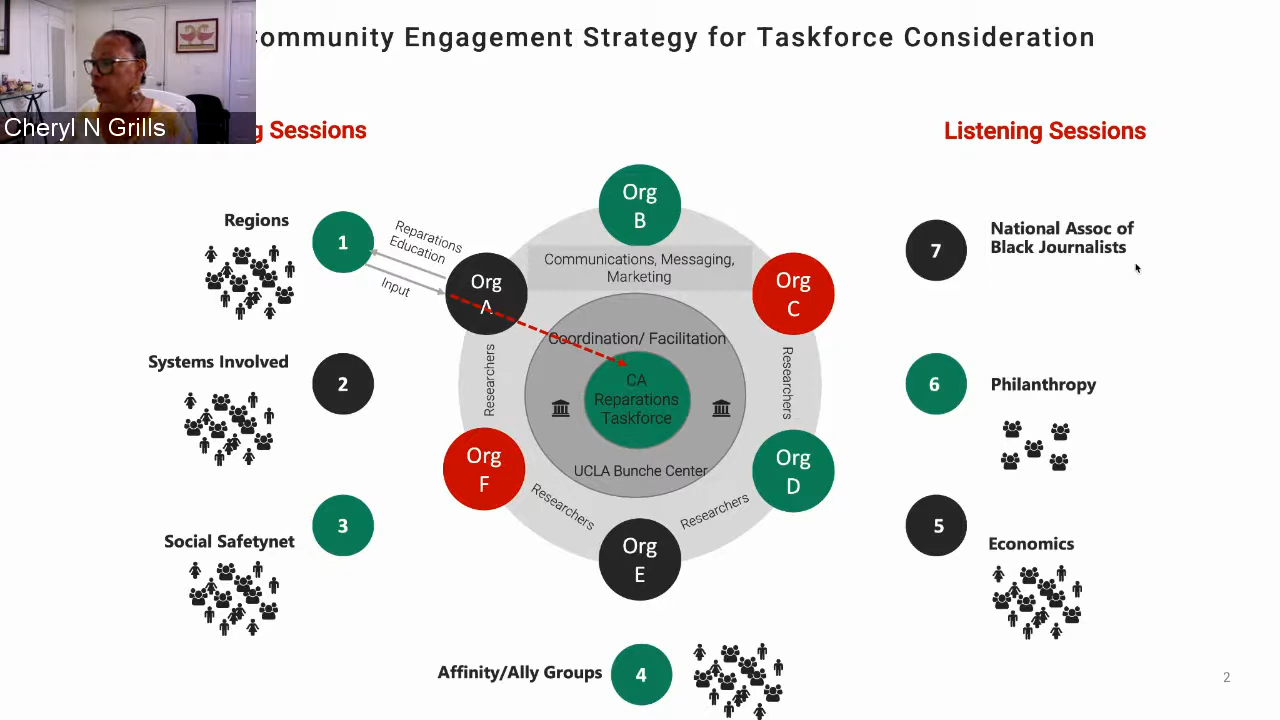 ommunity Engagement Strategy for Taskforce Consideration
Cheryl N Grills
g Sessions
Listening Sessions
Regions
1
Reparations
Education
Input
Org
A
Org
B
Communications, Messaging,
Marketing
Org
C
7
National Assoc of
Black Journalists
Coordination/ Facilitation
Systems Involved
2
Researchers
CA
Reparations
Taskforce
Researchers
6
Philanthropy
UCLA Bunche Center
Org
F
Org
D
Researchers
Researchers
3
Social Safetynet
Org
E
5
Economics
Affinity/Ally Groups
4
2